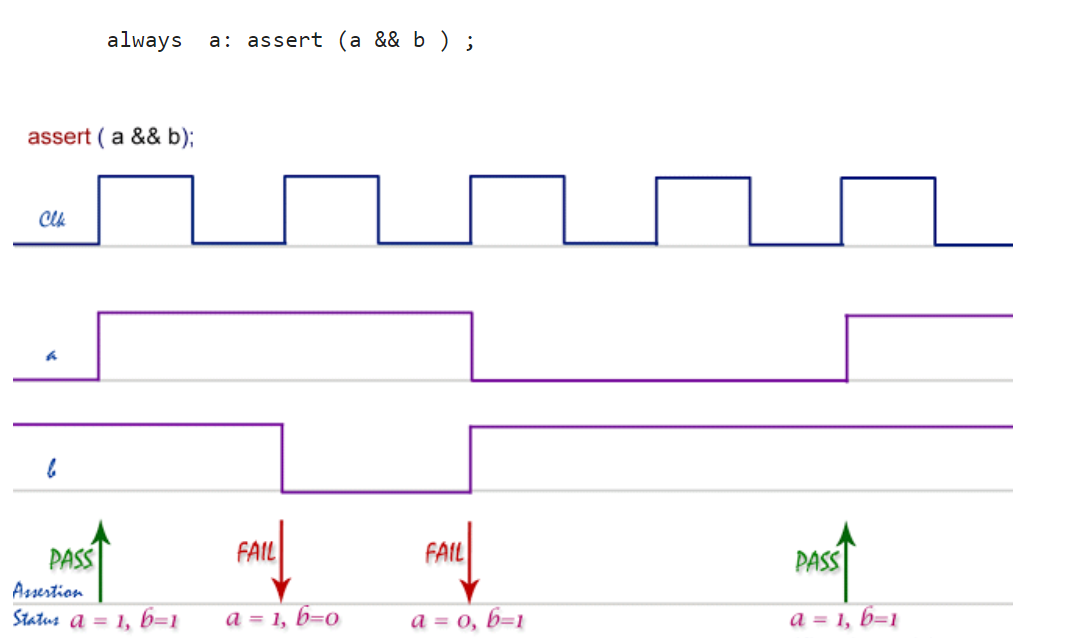 always  a: assert (a && b ) ;
assert ( a && b);
Clk
a
b
PASS
FAIL
FAIL
PASS
Assertion
Status
a = 1, b=1
a = 1, b=0
a = 0, b=1
a = 1, b=1